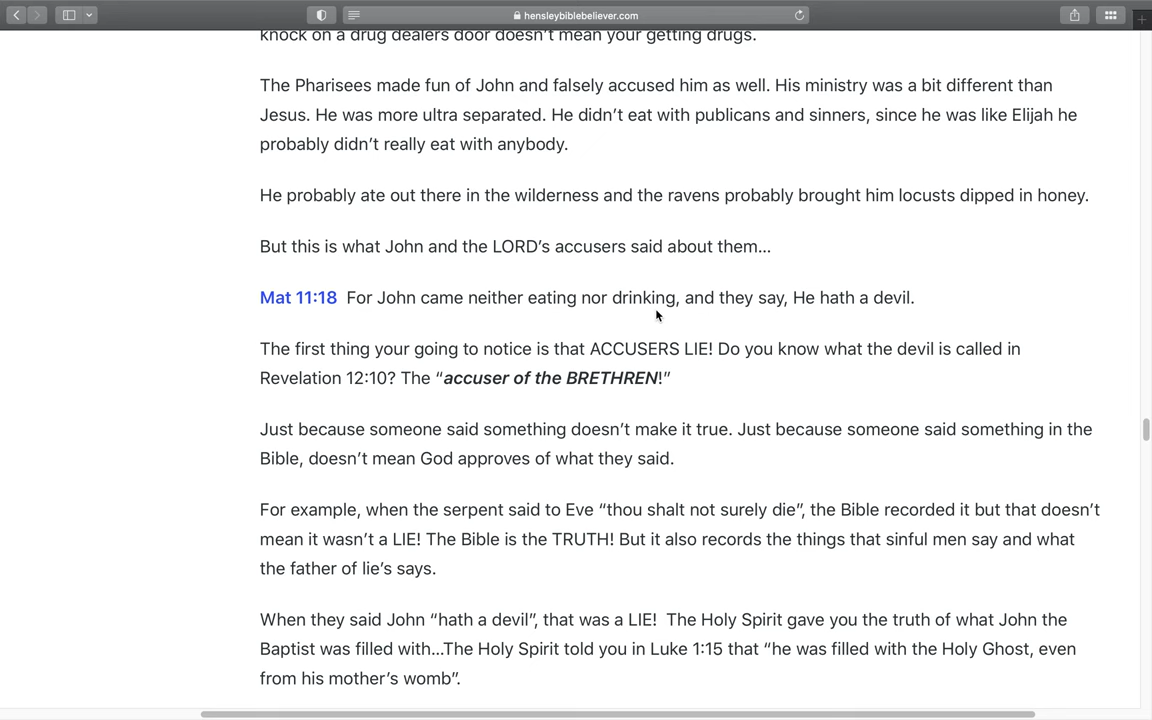 hensleybiblebeliever.com
knock on a drug dealers door doesn't mean your getting drugs.
The Pharisees made fun of John and falsely accused him as well. His ministry was a bit different than
Jesus. He was more ultra separated. He didn't eat with publicans and sinners, since he was like Elijah he
probably didn't really eat with anybody.
He probably ate out there in the wilderness and the ravens probably brought him locusts dipped in honey.
But this is what John and the LORD's accusers said about them...
Mat 11:18 For John came neither eating nor drinking, and they say, He hath a devil.
The first thing your going to notice is that ACCUSERS LIE! Do you know what the devil is called in
Revelation 12:10? The “accuser of the BRETHREN!”
Just because someone said something doesn't make it true. Just because someone said something in the
Bible, doesn't mean God approves of what they said.
For example, when the serpent said to Eve “thou shalt not surely die”, the Bible recorded it but that doesn't
mean it wasn't a LIE! The Bible is the TRUTH! But it also records the things that sinful men say and what
the father of lie's says.
When they said John “hath a devil”, that was a LIE!  The Holy Spirit gave you the truth of what John the
Baptist was filled with...The Holy Spirit told you in Luke 1:15 that “he was filled with the Holy Ghost, even
from his mother's womb”.